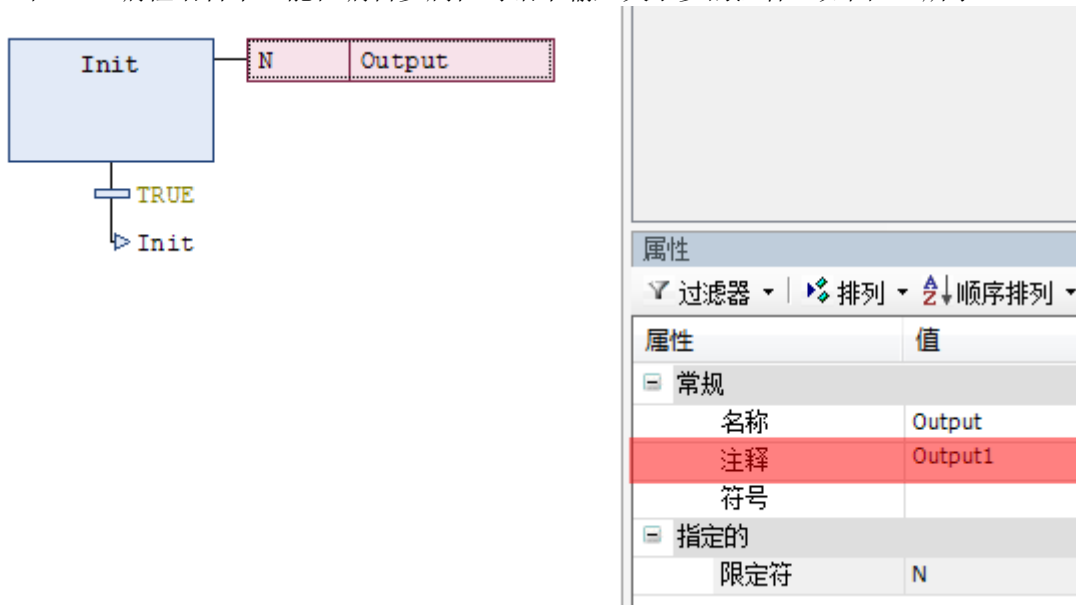 Init
N Output
TRUE
Init
属性
过滤器 排列 顺序排列
属性 值
常规
名称 Output
注释 Output1
符号
指定的
限定符 N